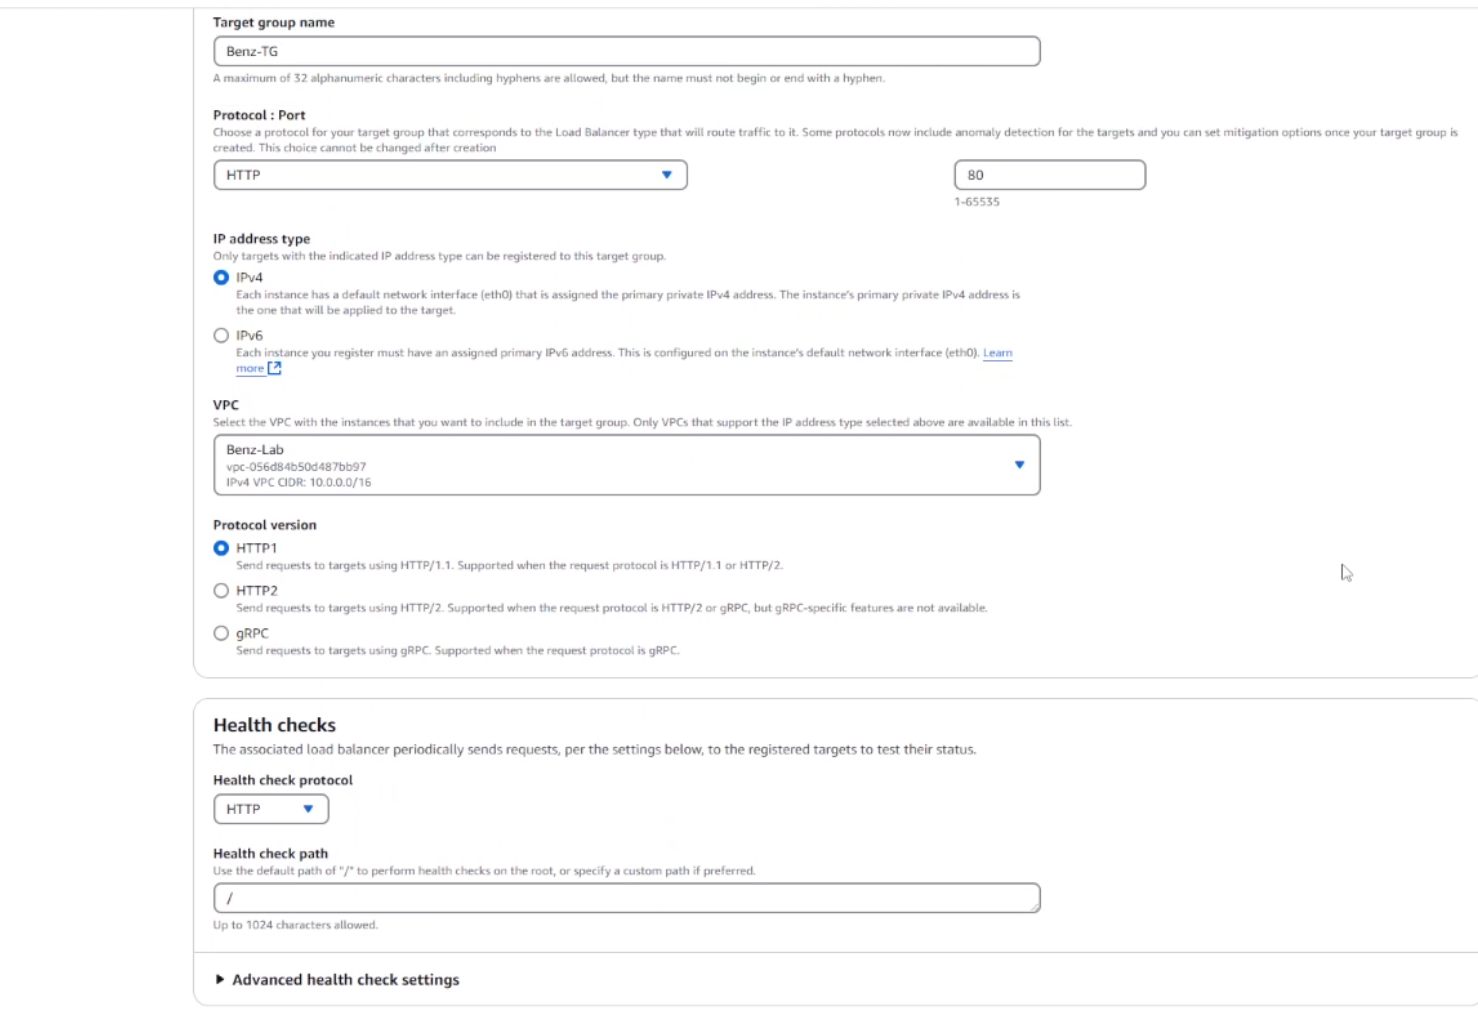 Target group name
Benz-TG
A maximum of 32 alphanumeric characters including hyphens are allowed, but the name must not begin or end with a hyphen.
Protocol : Port
Choose a protocol for your target group that corresponds to the Load Balancer type that will route traffic to it. Some protocols now include anomaly detection for the targets and you can set mitigation options once your target group is
created. This choice cannot be changed after creation
HTTP
80
1-65535
IP address type
Only targets with the indicated IP address type can be registered to this target group.
IPv4
Each instance has a default network interface (eth0) that is assigned the primary private IPv4 address. The instance's primary private IPv4 address is
the one that will be applied to the target.
IPv6
Each instance you register must have an assigned primary IPv6 address. This is configured on the instance's default network interface (eth0). Learn
more
VPC
Select the VPC with the instances that you want to include in the target group. Only VPCs that support the IP address type selected above are available in this list.
Benz-Lab
vpc-056d84b50d487bb97
IPv4 VPC CIDR: 10.0.0.0/16
Protocol version
HTTP1
Send requests to targets using HTTP/1.1. Supported when the request protocol is HTTP/1.1 or HTTP/2.
HTTP2
Send requests to targets using HTTP/2. Supported when the request protocol is HTTP/2 or gRPC, but gRPC-specific features are not available.
gRPC
Send requests to targets using gRPC. Supported when the request protocol is gRPC.
Health checks
The associated load balancer periodically sends requests, per the settings below, to the registered targets to test their status.
Health check protocol
HTTP
Health check path
Use the default path of "/" to perform health checks on the root, or specify a custom path if preferred.
/
Up to 1024 characters allowed.
Advanced health check settings